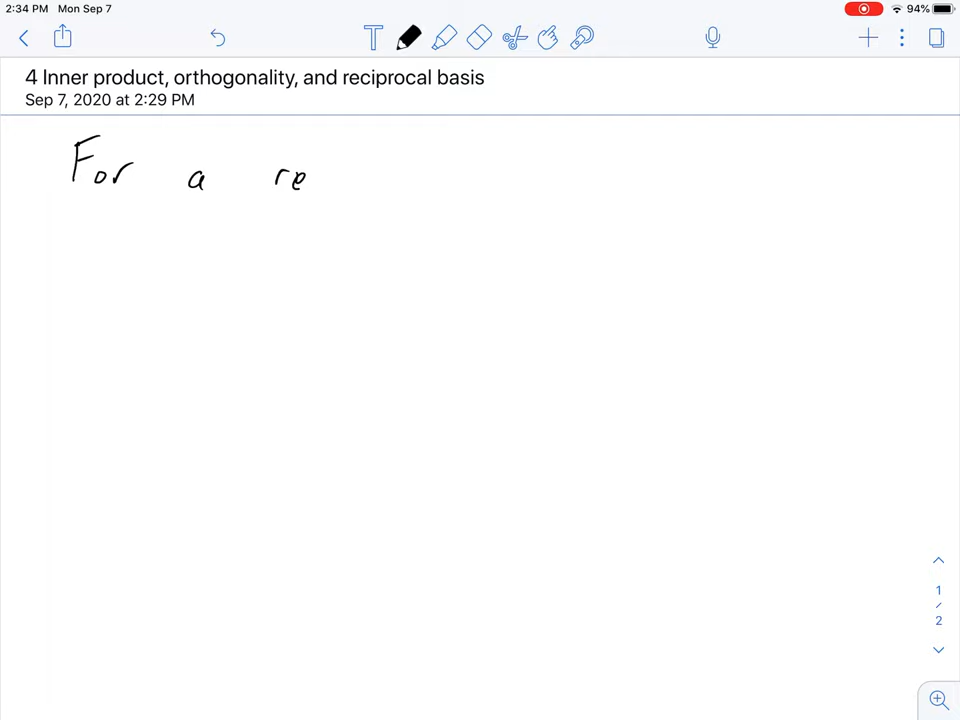 2:34 PM Mon Sep 7 94%
T
4 Inner product, orthogonality, and reciprocal basis
Sep 7, 2020 at 2:29 PM
For a re
1
/
2